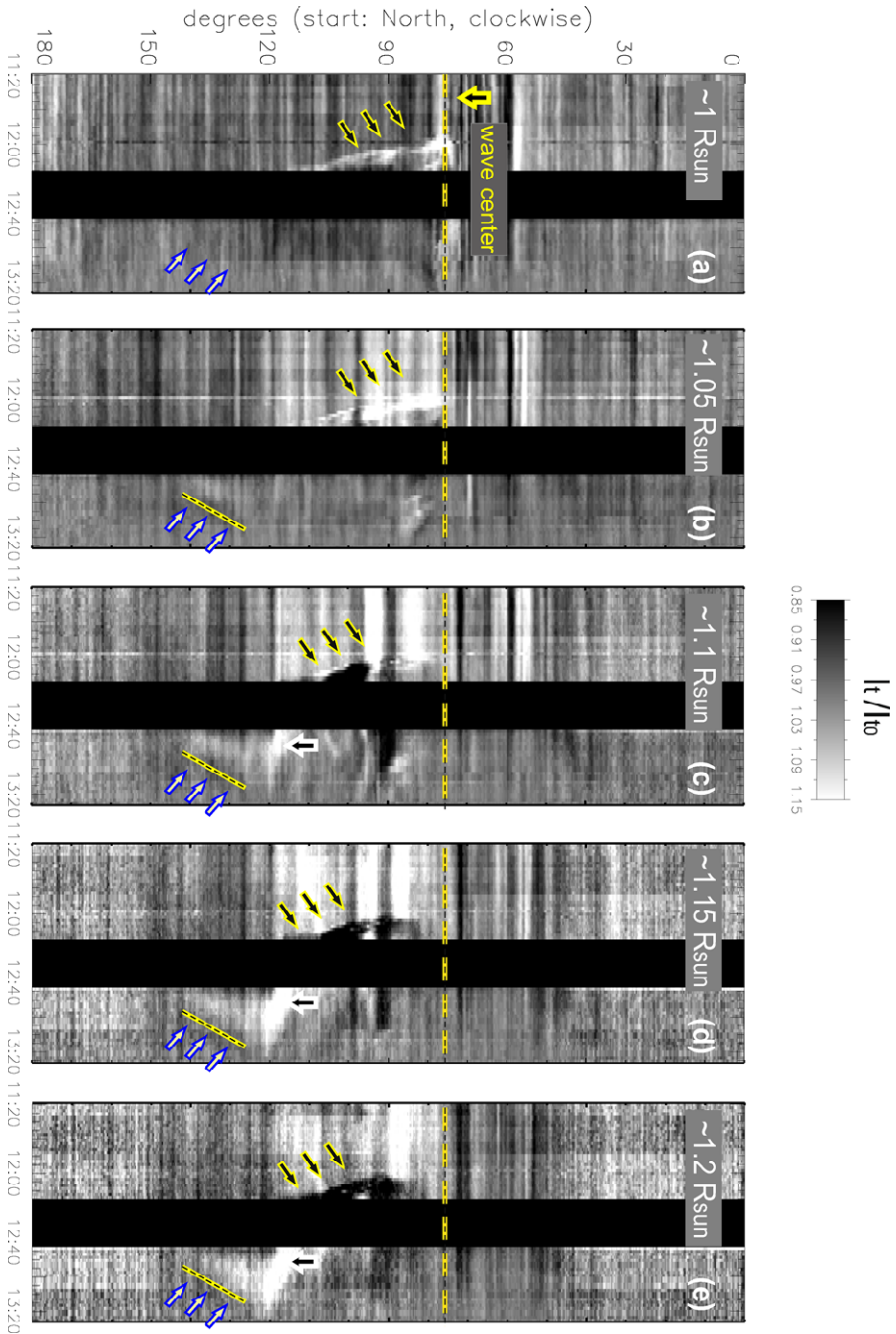 degrees (start: North, clockwise)
180
150
120
90
60
30
0
11:20
12:00
12:40
13:20
~1 Rsun
(a)
wave center
11:20
12:00
12:40
13:20
~1.05 Rsun
(b)
11:20
12:00
12:40
13:20
~1.1 Rsun
(c)
11:20
12:00
12:40
13:20
~1.15 Rsun
(d)
11:20
12:00
12:40
13:20
~1.2 Rsun
(e)
It/Ito
0.85
0.91
0.97
1.03
1.09
1.15